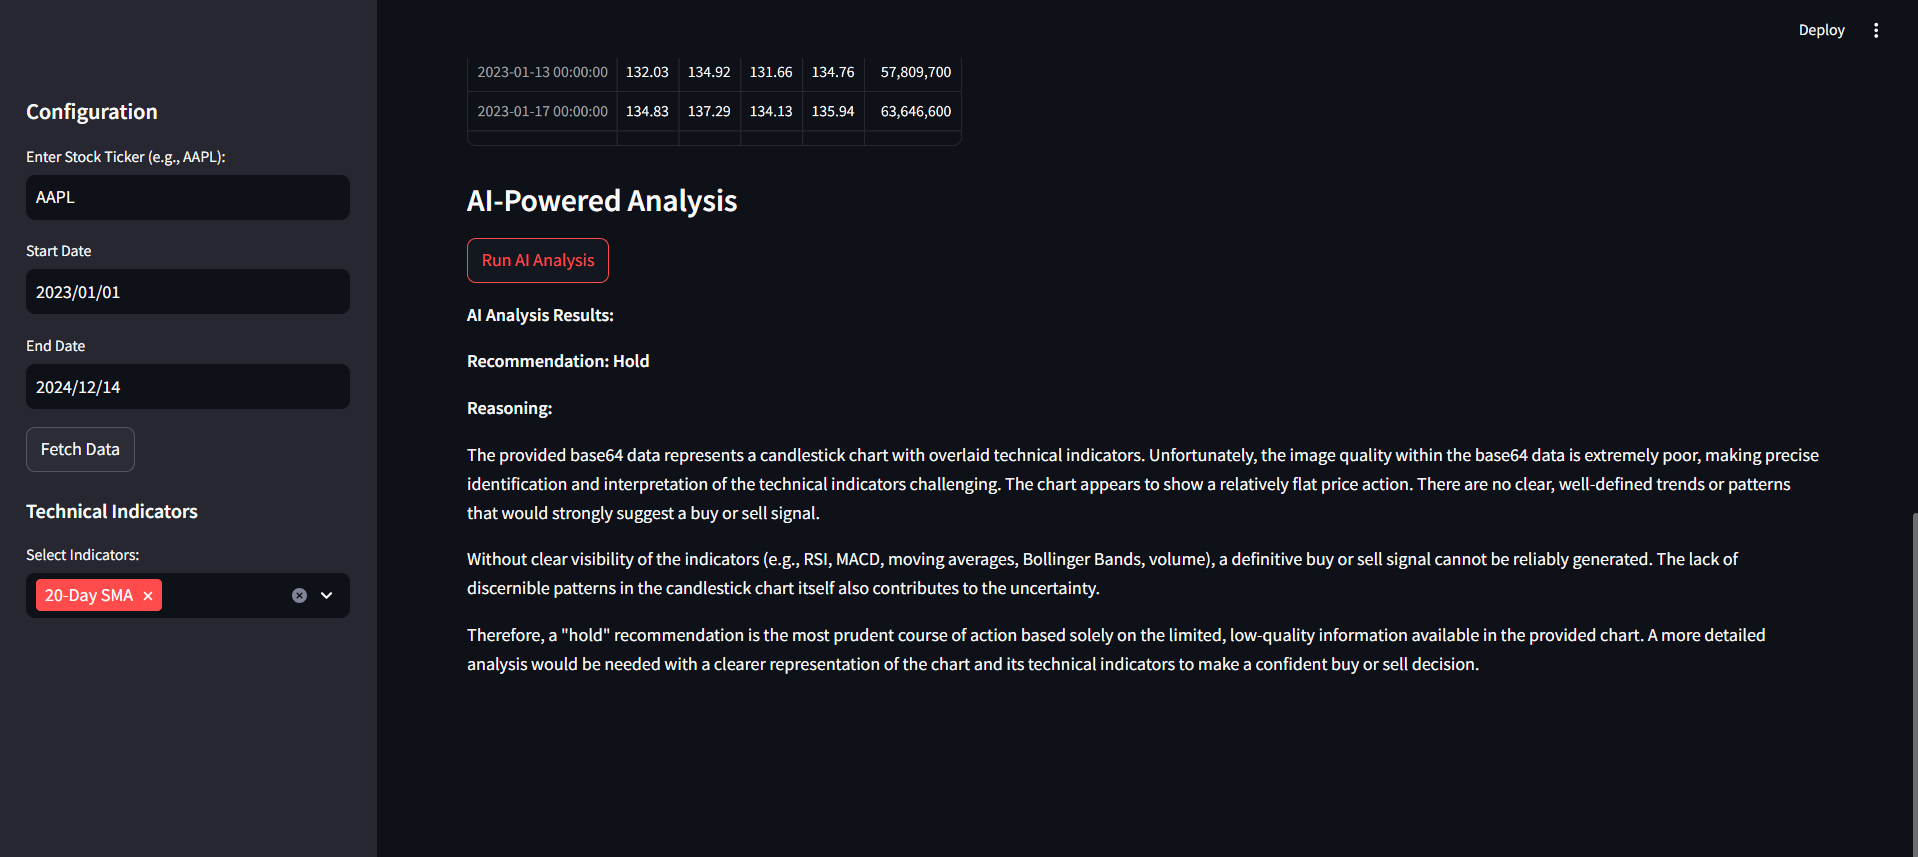 Deploy
Configuration
Enter Stock Ticker (e.g., AAPL):
AAPL
Start Date
2023/01/01
End Date
2024/12/14
Fetch Data
Technical Indicators
Select Indicators:
20-Day SMA
2023-01-13 00:00:00 132.03 134.92 131.66 134.76 57,809,700
2023-01-17 00:00:00 134.83 137.29 134.13 135.94 63,646,600
AI-Powered Analysis
Run AI Analysis
AI Analysis Results:
Recommendation: Hold
Reasoning:
The provided base64 data represents a candlestick chart with overlaid technical indicators. Unfortunately, the image quality within the base64 data is extremely poor, making precise
identification and interpretation of the technical indicators challenging. The chart appears to show a relatively flat price action. There are no clear, well-defined trends or patterns
that would strongly suggest a buy or sell signal.
Without clear visibility of the indicators (e.g., RSI, MACD, moving averages, Bollinger Bands, volume), a definitive buy or sell signal cannot be reliably generated. The lack of
discernible patterns in the candlestick chart itself also contributes to the uncertainty.
Therefore, a "hold" recommendation is the most prudent course of action based solely on the limited, low-quality information available in the provided chart. A more detailed
analysis would be needed with a clearer representation of the chart and its technical indicators to make a confident buy or sell decision.